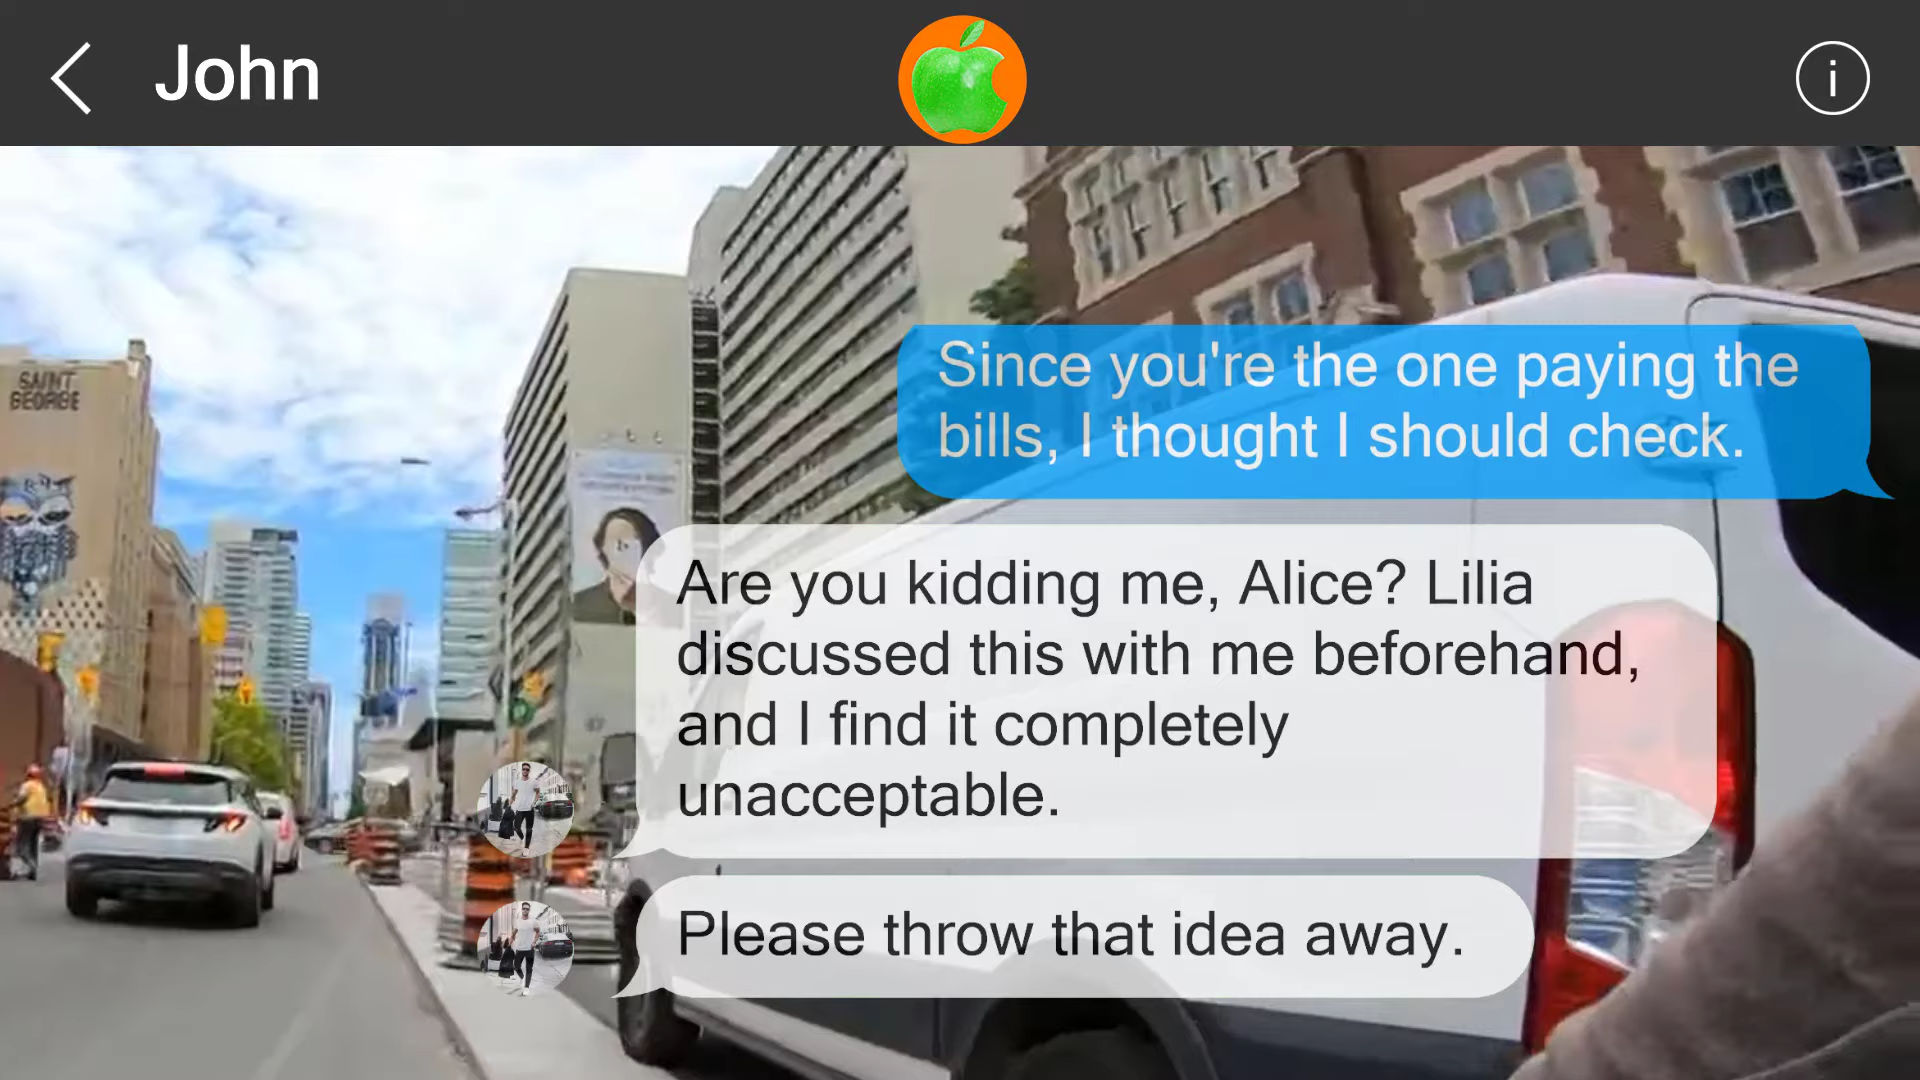 John
i
Since you're the one paying the
bills, I thought I should check.
SAINT
GEORGE
Are you kidding me, Alice? Lilia
discussed this with me beforehand,
and I find it completely
unacceptable.
Please throw that idea away.